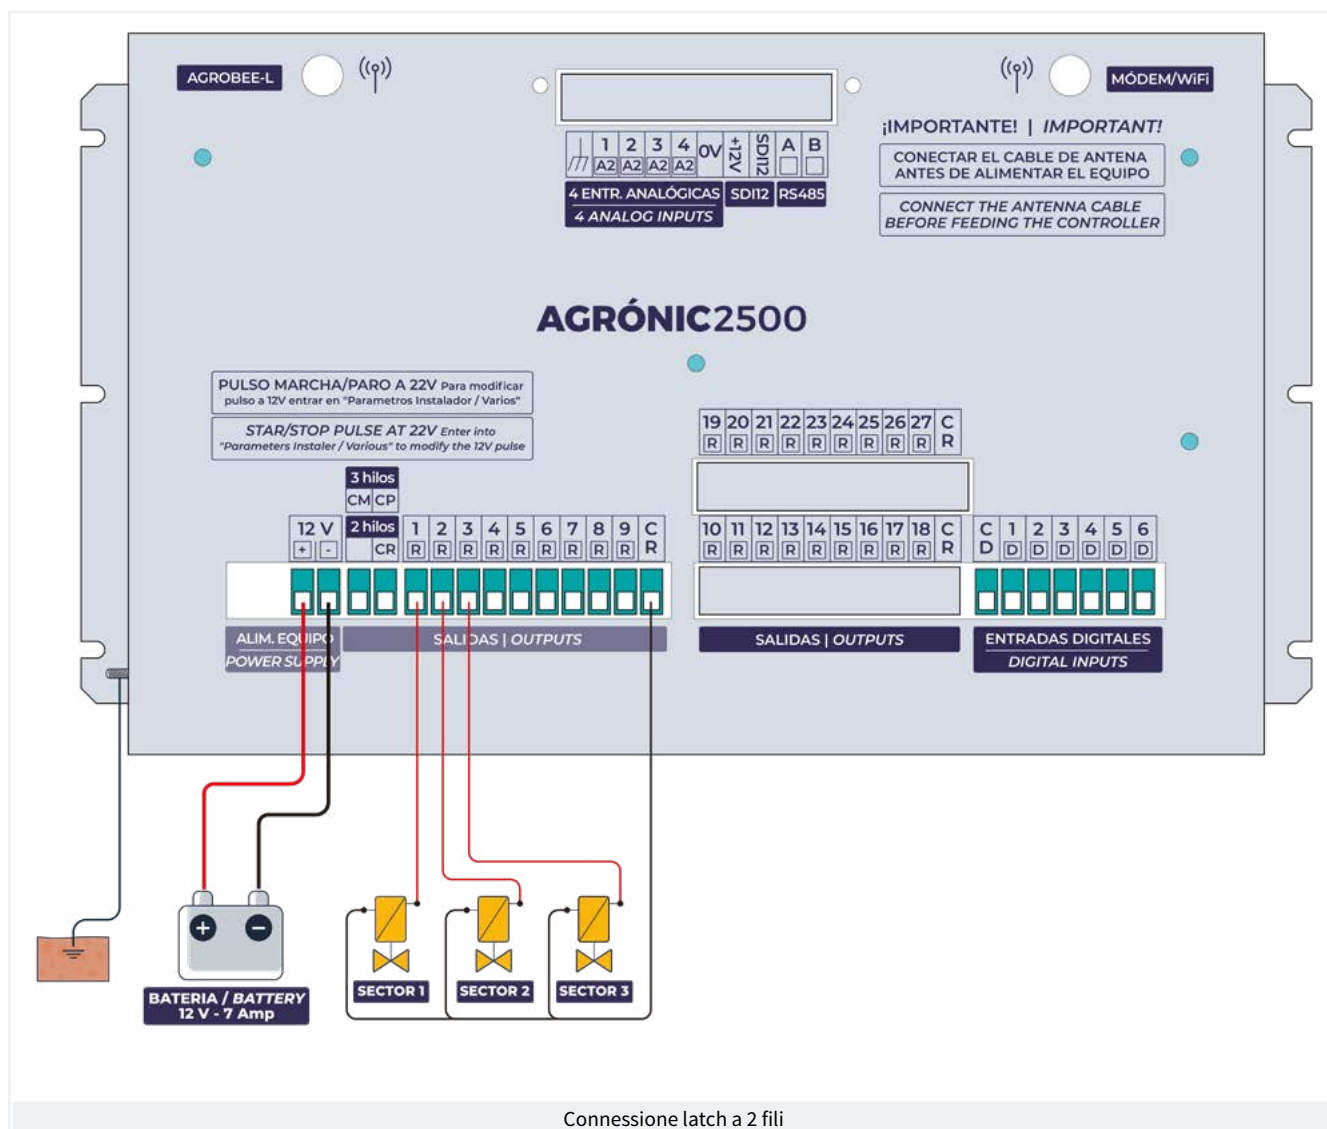 AGROBEE-L
MÓDEM/WiFi
¡IMPORTANTE! | IMPORTANT!
CONECTAR EL CABLE DE ANTENA
ANTES DE ALIMENTAR EL EQUIPO
CONNECT THE ANTENNA CABLE
BEFORE FEEDING THE CONTROLLER
1 2 3 4 0V +12V SDI12 A B
A2 A2 A2 A2
4 ENTR. ANALÓGICAS SDI12 RS485
4 ANALOG INPUTS
AGRÓNIC2500
PULSO MARCHA/PARO A 22V Para modificar
pulso a 12V entrar en "Parametros Instalador / Varios"
STAR/STOP PULSE AT 22V Enter into
"Parameters Instaler / Various" to modify the 12V pulse
19 20 21 22 23 24 25 26 27 C
R R R R R R R R R R
3 hilos
CM CP
12 V 2 hilos 1 2 3 4 5 6 7 8 9 C
+ - CR R R R R R R R R R R
10 11 12 13 14 15 16 17 18 C
R R R R R R R R R R
C 1 2 3 4 5 6
D D D D D D D
ALIM. EQUIPO
POWER SUPPLY
SALIDAS | OUTPUTS
SALIDAS | OUTPUTS
ENTRADAS DIGITALES
DIGITAL INPUTS
+ −
BATERIA / BATTERY
12 V - 7 Amp
SECTOR 1
SECTOR 2
SECTOR 3
Connessione latch a 2 fili